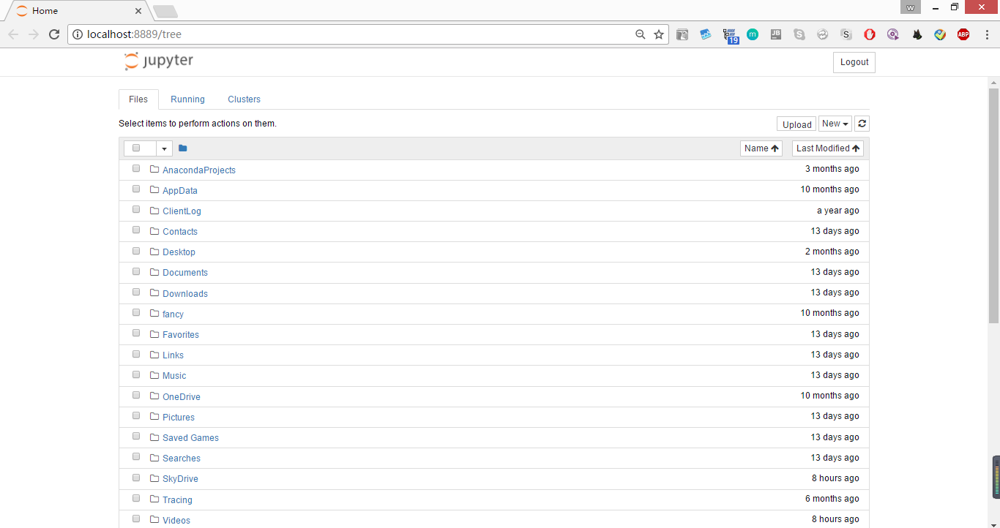 Home
W
localhost:8889/tree
19
m
JB
S
S
ABP
jupyter
Logout
Files Running Clusters
Select items to perform actions on them.
Upload New
Name Last Modified
AnacondaProjects 3 months ago
AppData 10 months ago
ClientLog a year ago
Contacts 13 days ago
Desktop 2 months ago
Documents 13 days ago
Downloads 13 days ago
fancy 10 months ago
Favorites 13 days ago
Links 13 days ago
Music 13 days ago
OneDrive 10 months ago
Pictures 13 days ago
Saved Games 13 days ago
Searches 13 days ago
SkyDrive 8 hours ago
Tracing 6 months ago
Videos 8 hours ago